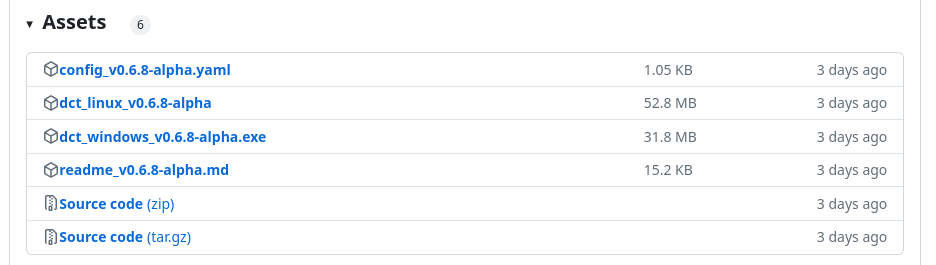 Assets 6
config_v0.6.8-alpha.yaml 1.05 KB 3 days ago
dct_linux_v0.6.8-alpha 52.8 MB 3 days ago
dct_windows_v0.6.8-alpha.exe 31.8 MB 3 days ago
readme_v0.6.8-alpha.md 15.2 KB 3 days ago
Source code (zip) 3 days ago
Source code (tar.gz) 3 days ago